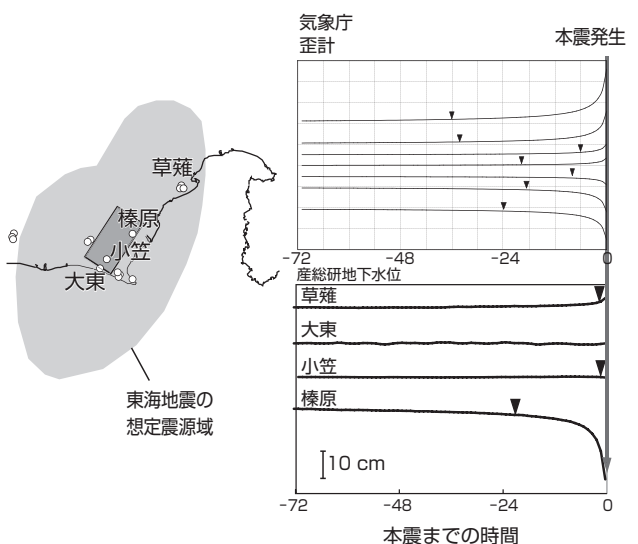 気象庁
歪計
本震発生
草薙
榛原
小笠
大東
東海地震の
想定震源域
-72
-48
-24
0
産総研地下水位
草薙
大東
小笠
榛原
10 cm
-72
-48
-24
0
本震までの時間